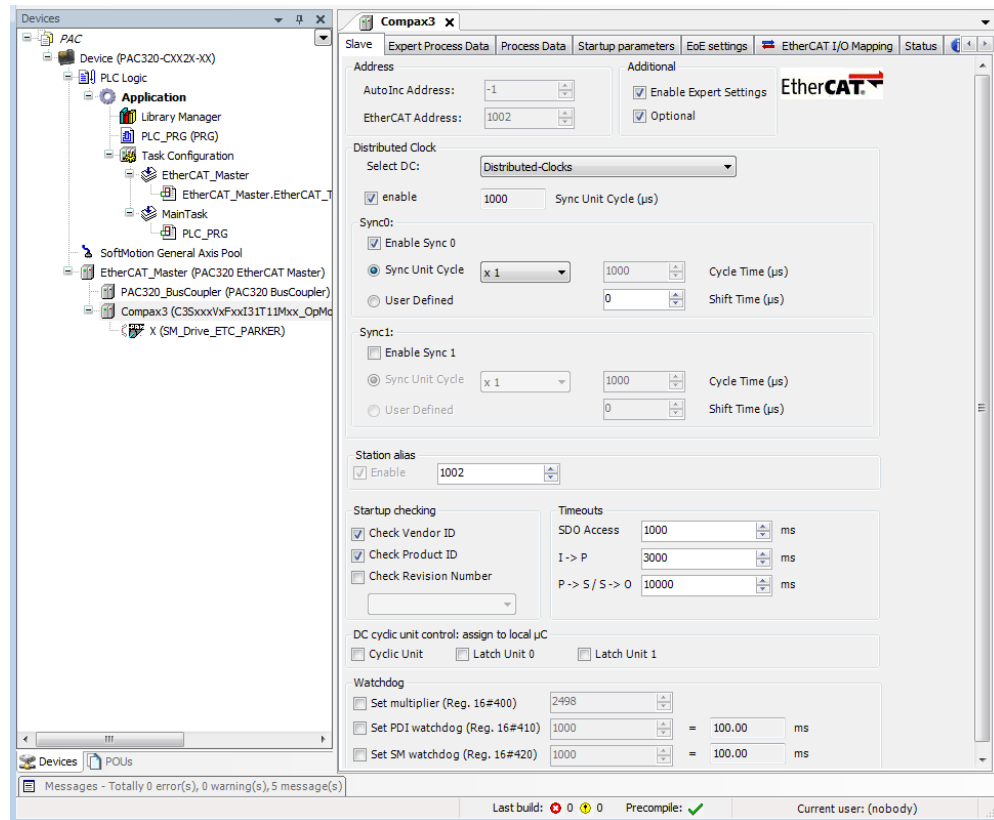 Devices
PAC
Device (PAC320-CXX2X-XX)
PLC Logic
Application
Library Manager
PLC_PRG (PRG)
Task Configuration
EtherCAT_Master
EtherCAT_Master.EtherCAT_T
MainTask
PLC_PRG
SoftMotion General Axis Pool
EtherCAT_Master (PAC320 EtherCAT Master)
PAC320_BusCoupler (PAC320 BusCoupler)
Compax3 (C3SxxxVxFxxI31T11Mxx_OpMo
X (SM_Drive_ETC_PARKER)
Devices POUs
Compax3
Slave Expert Process Data Process Data Startup parameters EoE settings EtherCAT I/O Mapping Status
Address
AutoInc Address: -1
EtherCAT Address: 1002
Additional
Enable Expert Settings
Optional
EtherCAT
Distributed Clock
Select DC: Distributed-Clocks
enable 1000 Sync Unit Cycle (µs)
Sync0:
Enable Sync 0
Sync Unit Cycle x 1 1000 Cycle Time (µs)
User Defined 0 Shift Time (µs)
Sync1:
Enable Sync 1
Sync Unit Cycle x 1 1000 Cycle Time (µs)
User Defined 0 Shift Time (µs)
Station alias
Enable 1002
Startup checking
Check Vendor ID
Check Product ID
Check Revision Number
Timeouts
SDO Access 1000 ms
I -> P 3000 ms
P -> S / S -> O 10000 ms
DC cyclic unit control: assign to local µC
Cyclic Unit Latch Unit 0 Latch Unit 1
Watchdog
Set multiplier (Reg. 16#400) 2498
Set PDI watchdog (Reg. 16#410) 1000 = 100.00 ms
Set SM watchdog (Reg. 16#420) 1000 = 100.00 ms
Messages - Totally 0 error(s), 0 warning(s), 5 message(s)
Last build: 0 0 Precompile: Current user: (nobody)